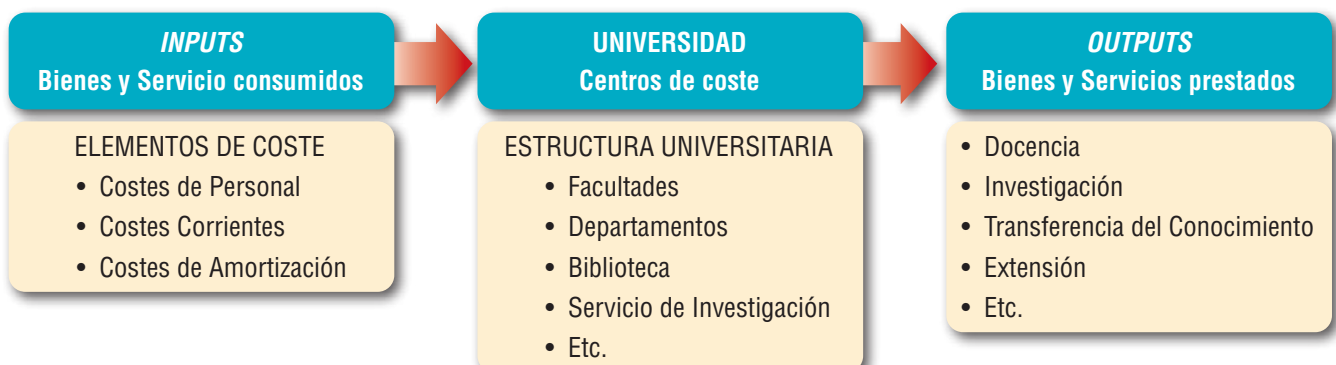 INPUTS
Bienes y Servicio consumidos
ELEMENTOS DE COSTE
• Costes de Personal
• Costes Corrientes
• Costes de Amortización
UNIVERSIDAD
Centros de coste
ESTRUCTURA UNIVERSITARIA
• Facultades
• Departamentos
• Biblioteca
• Servicio de Investigación
• Etc.
OUTPUTS
Bienes y Servicios prestados
• Docencia
• Investigación
• Transferencia del Conocimiento
• Extensión
• Etc.